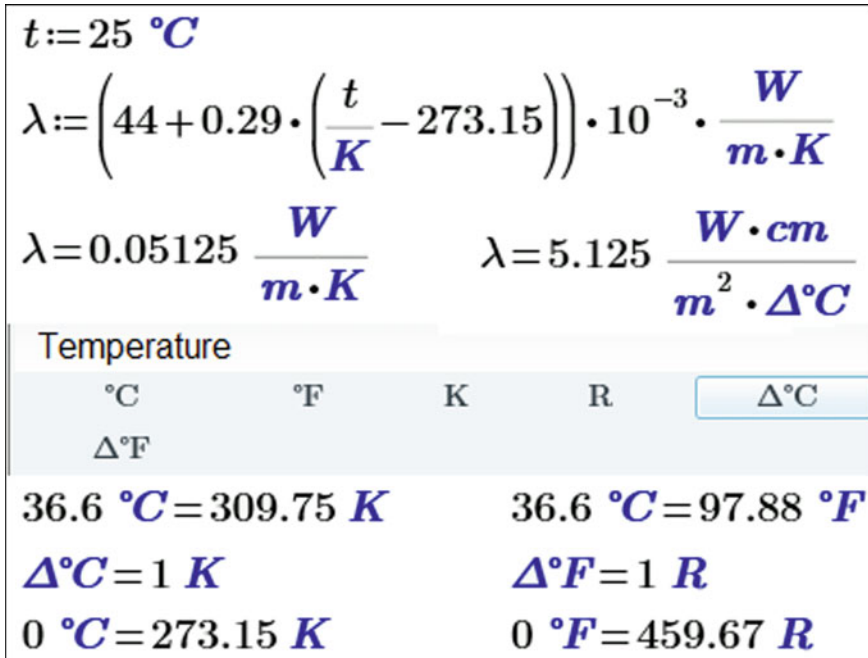 t:=25 °C
λ:=(44+0.29·(t/K−273.15))·10^−3·W/(m·K)
λ=0.05125 W/(m·K) λ=5.125 W·cm/(m^2·Δ°C)
Temperature
°C °F K R Δ°C
Δ°F
36.6 °C=309.75 K 36.6 °C=97.88 °F
Δ°C=1 K Δ°F=1 R
0 °C=273.15 K 0 °F=459.67 R